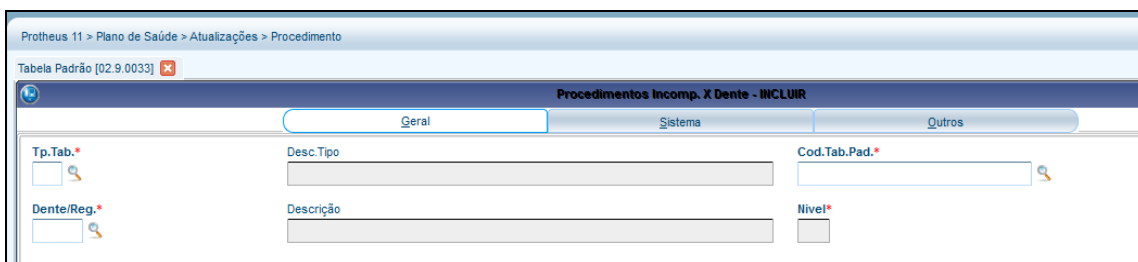 Protheus 11 > Plano de Saúde > Atualizações > Procedimento
Tabela Padrão [02.9.0033]
Procedimentos Incomp. X Dente - INCLUIR
Geral Sistema Outros
Tp.Tab.* Desc.Tipo Cod.Tab.Pad.*
Dente/Reg.* Descrição Nivel*